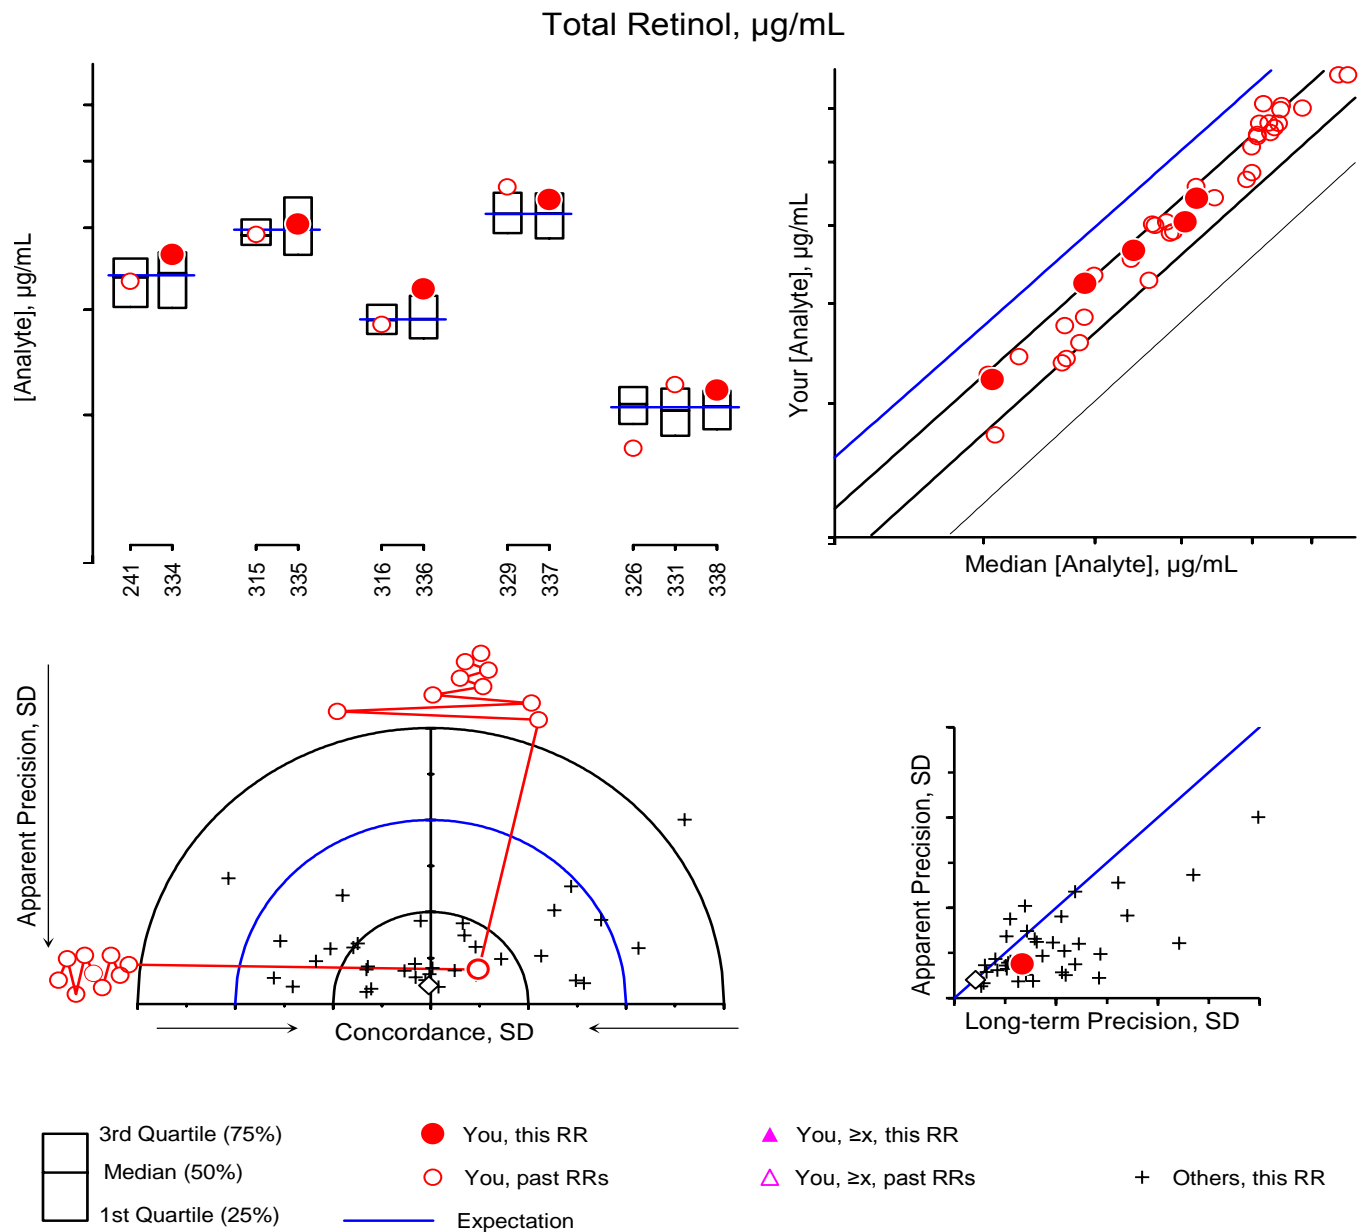 Total Retinol, µg/mL
[Analyte], µg/mL
241
334
315
335
316
336
329
337
326
331
338
Your [Analyte], µg/mL
Median [Analyte], µg/mL
Apparent Precision, SD
Concordance, SD
Apparent Precision, SD
Long-term Precision, SD
3rd Quartile (75%)
Median (50%)
1st Quartile (25%)
You, this RR
You, past RRs
Expectation
You, ≥x, this RR
You, ≥x, past RRs
Others, this RR